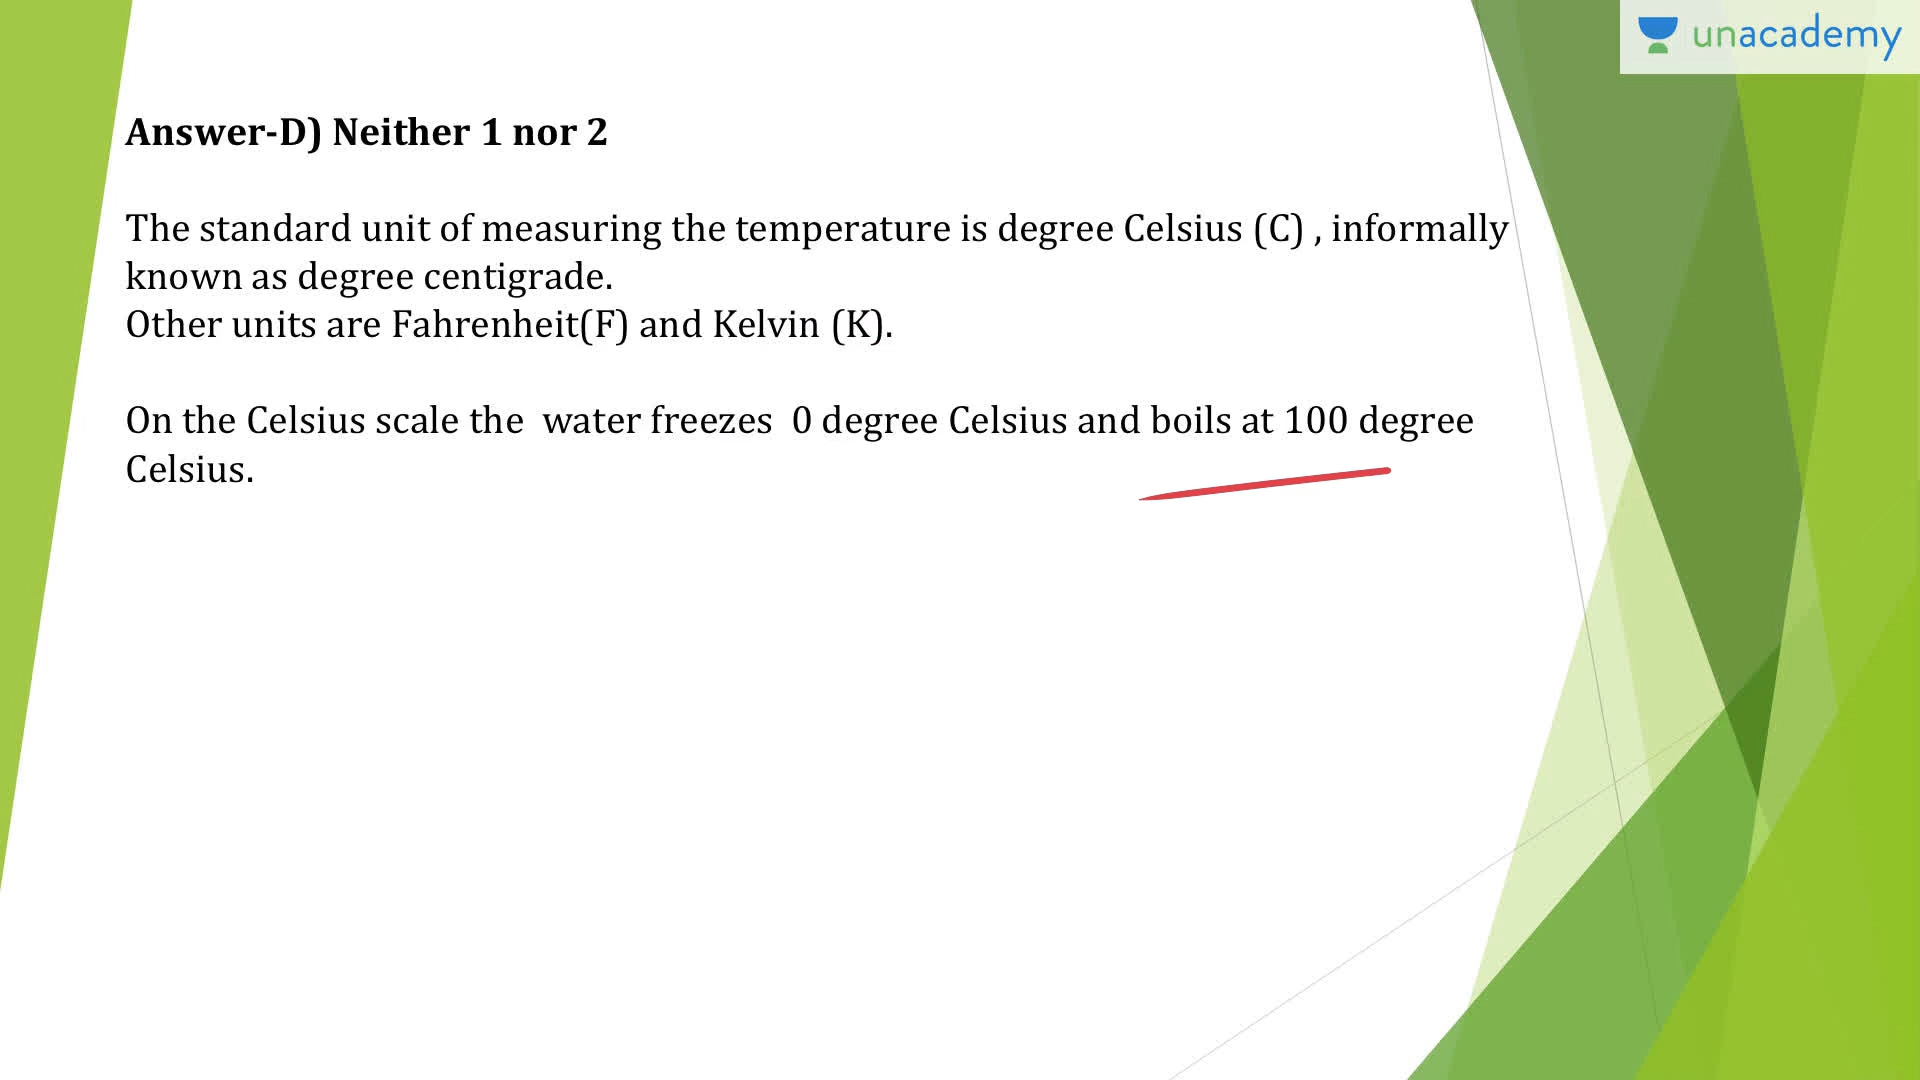 unacademy
Answer-D) Neither 1 nor 2
The standard unit of measuring the temperature is degree Celsius (C) , informally
known as degree centigrade.
Other units are Fahrenheit(F) and Kelvin (K).
On the Celsius scale the  water freezes  0 degree Celsius and boils at 100 degree
Celsius.